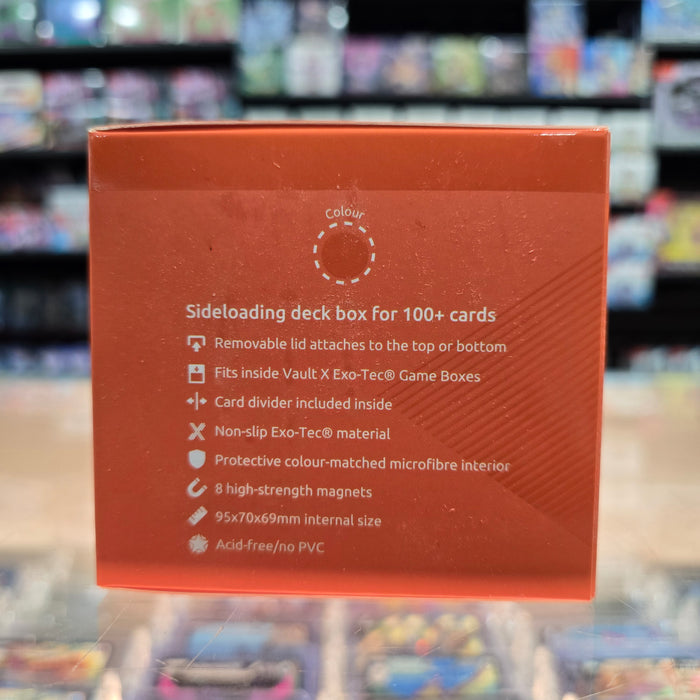 Colour
Sideloading deck box for 100+ cards
Removable lid attaches to the top or bottom
Fits inside Vault X Exo-Tec® Game Boxes
Card divider included inside
Non-slip Exo-Tec® material
Protective colour-matched microfibre interior
8 high-strength magnets
95x70x69mm internal size
Acid-free/no PVC